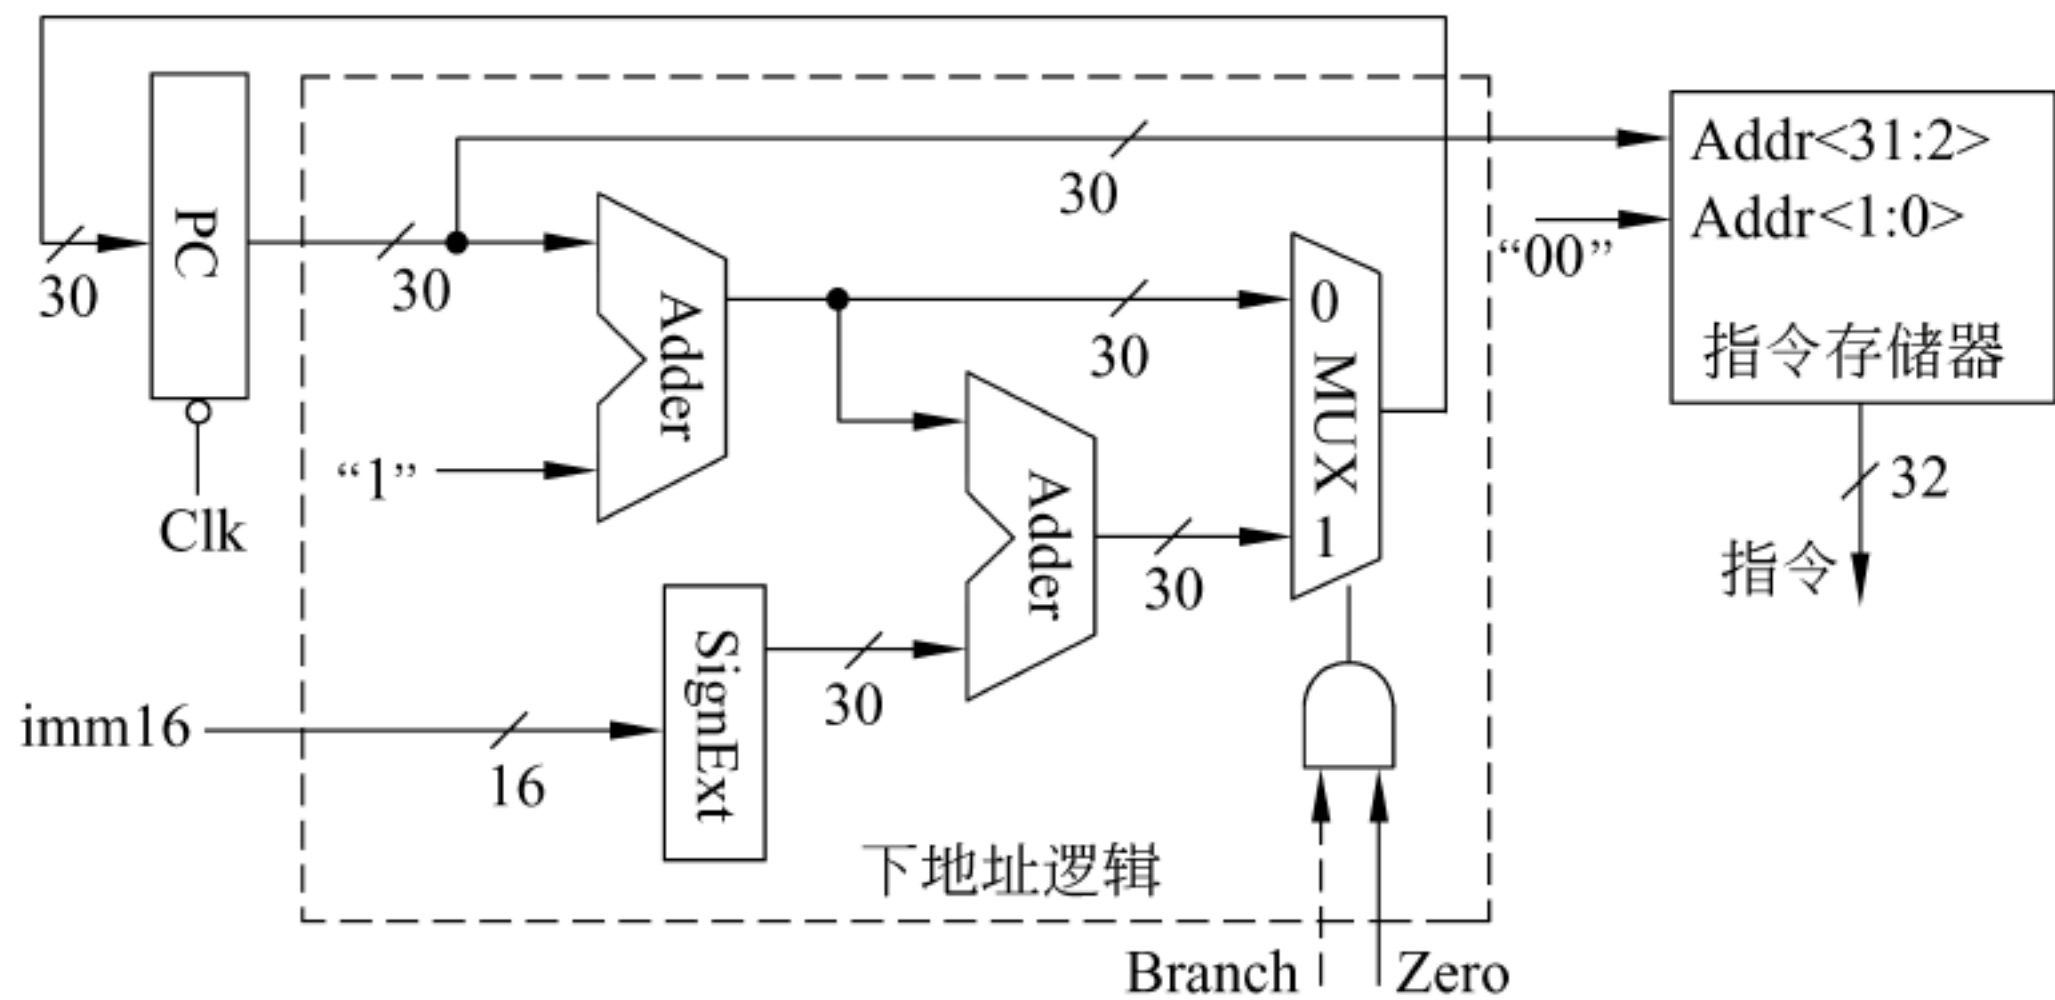 30
PC
Clk
30
“1”
Adder
30
30
Adder
imm16
16
SignExt
30
30
0
MUX
1
下地址逻辑
Branch
Zero
“00”
Addr<31:2>
Addr<1:0>
指令存储器
32
指令